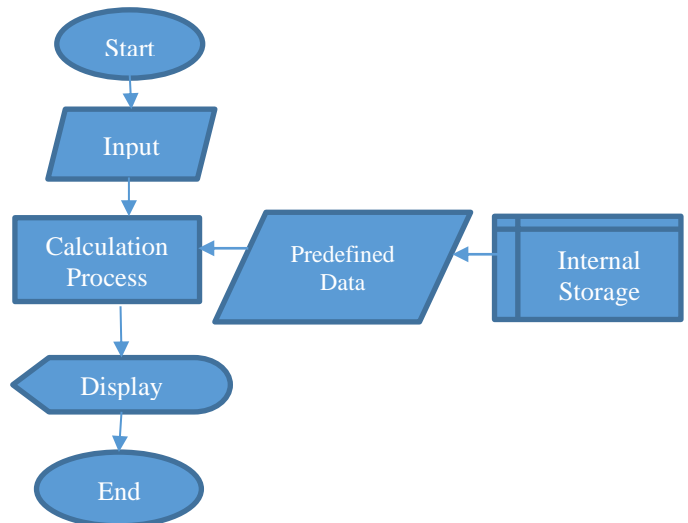 Start
Input
Calculation
Process
Predefined
Data
Internal
Storage
Display
End